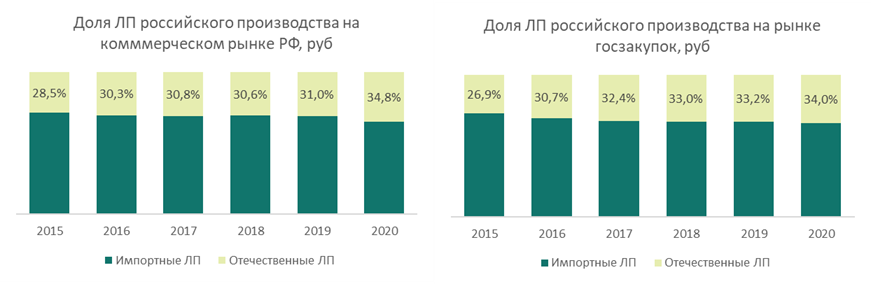 Доля ЛП российского производства на
комммерческом рынке РФ, руб
28,5% 30,3% 30,8% 30,6% 31,0% 34,8%
2015 2016 2017 2018 2019 2020
Импортные ЛП Отечественные ЛП
Доля ЛП российского производства на рынке
госзакупок, руб
26,9% 30,7% 32,4% 33,0% 33,2% 34,0%
2015 2016 2017 2018 2019 2020
Импортные ЛП Отечественные ЛП